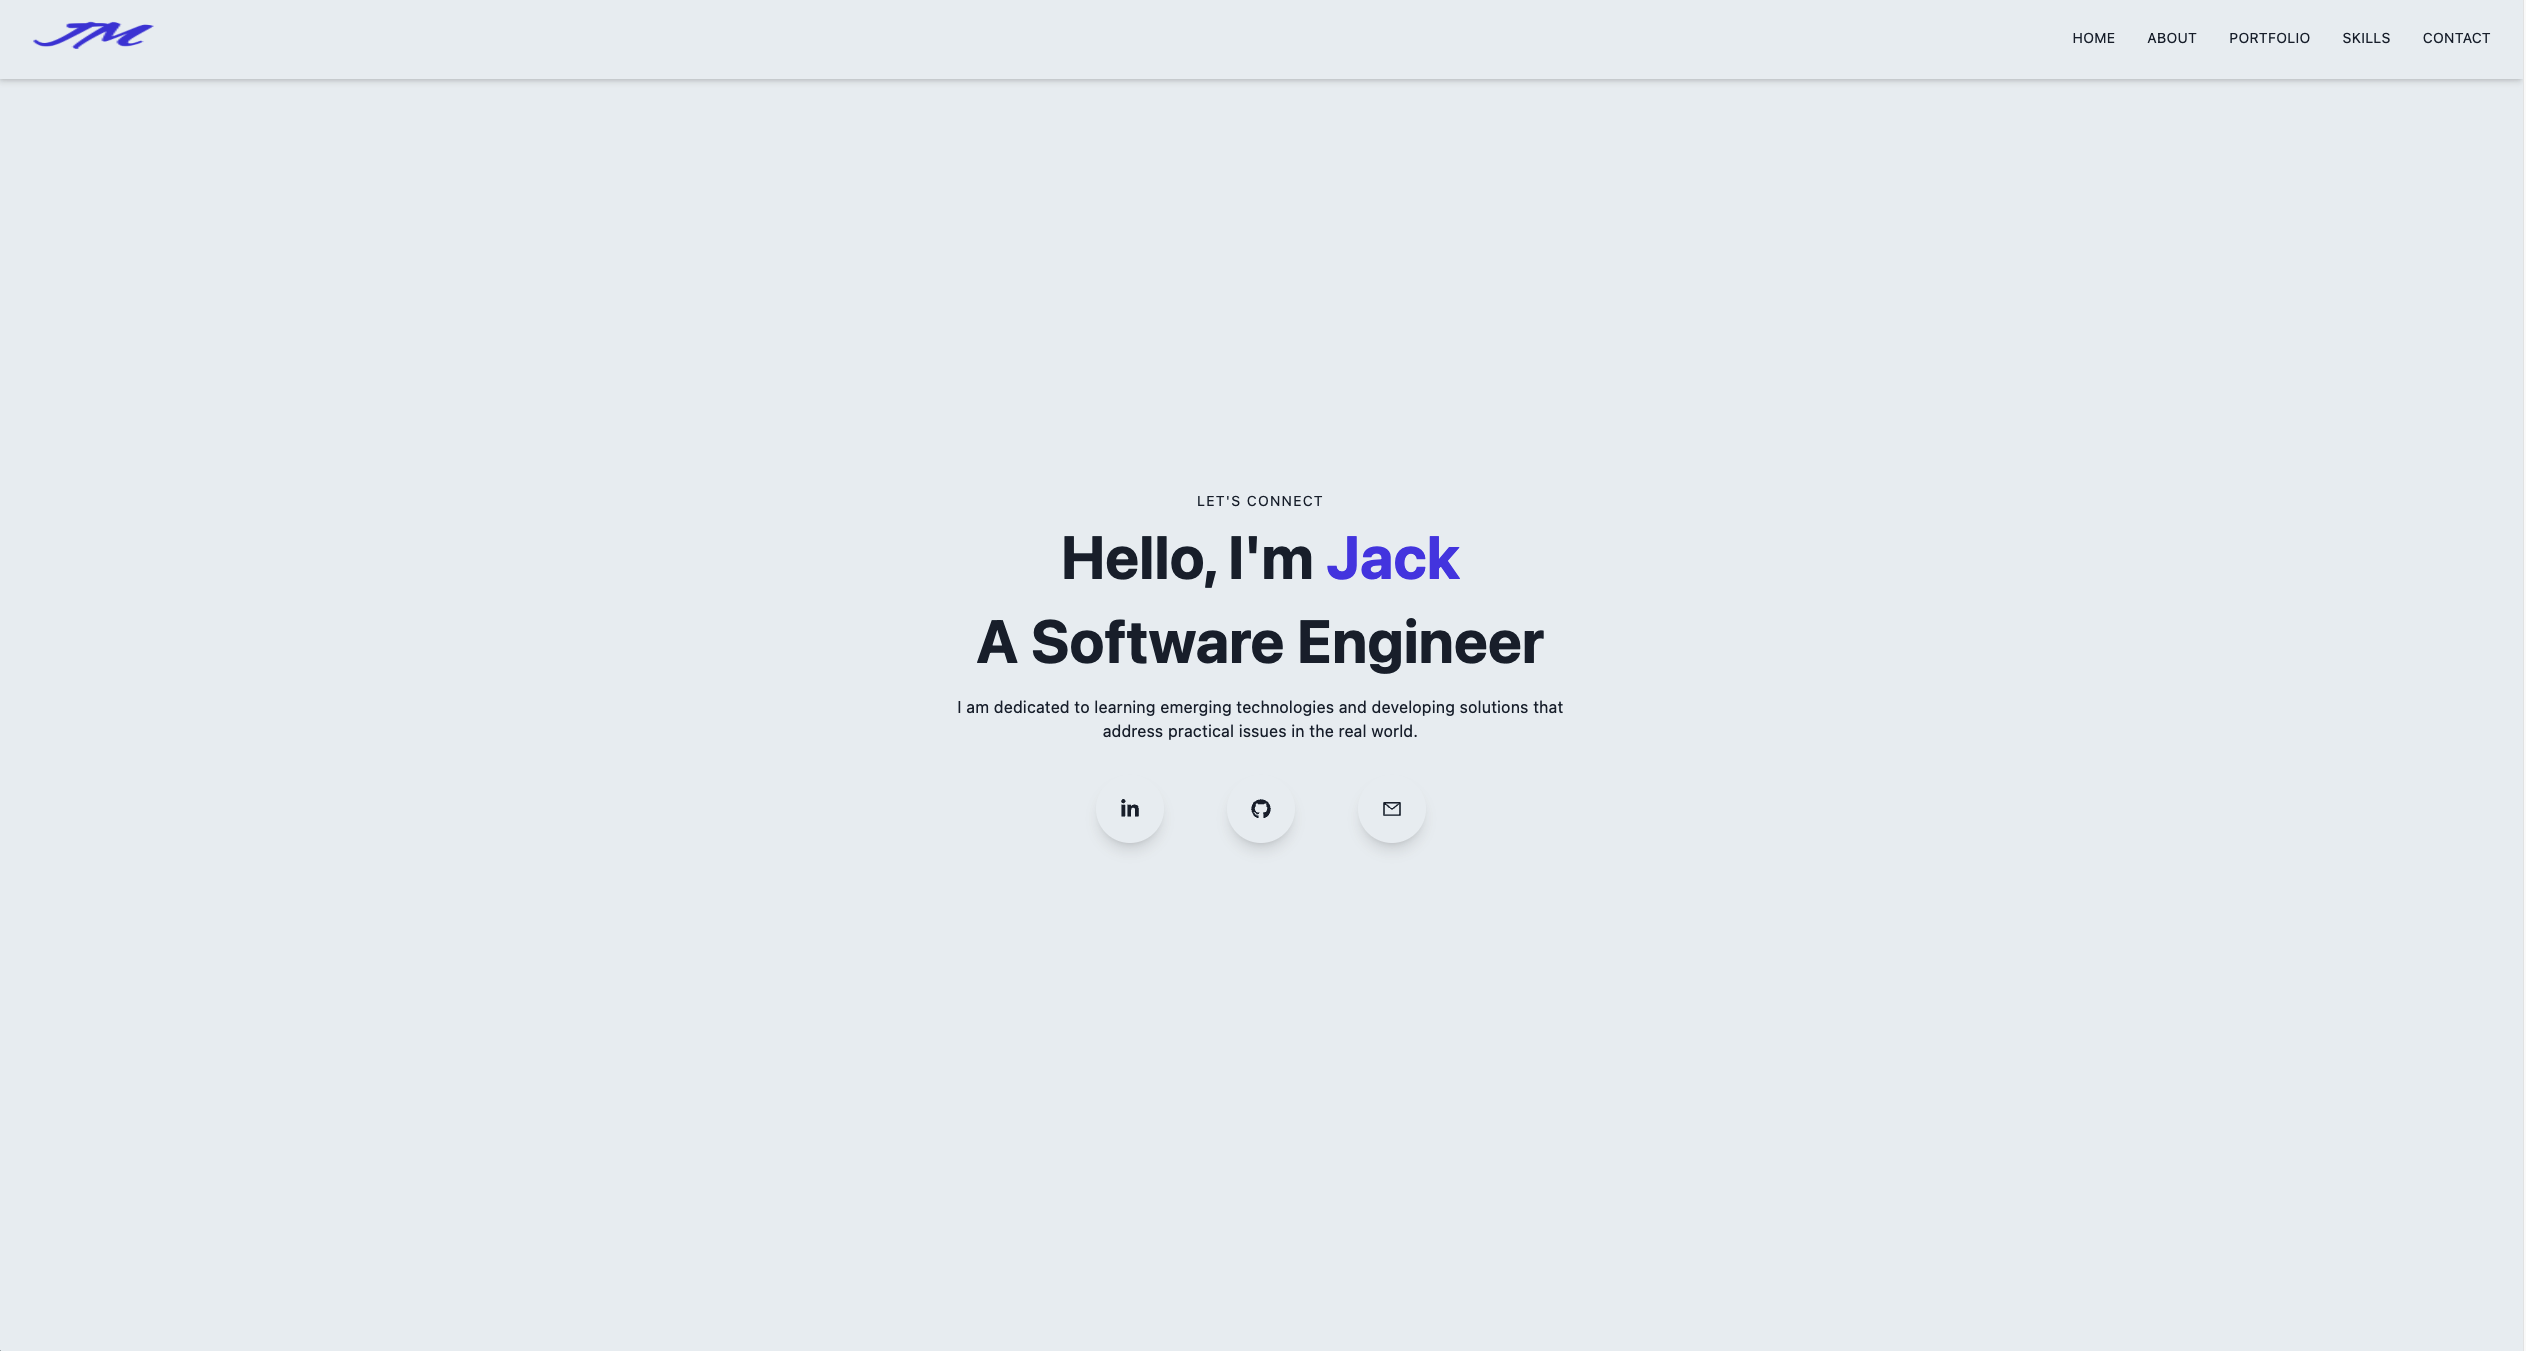 JM
HOME
ABOUT
PORTFOLIO
SKILLS
CONTACT
LET'S CONNECT
Hello, I'm Jack
A Software Engineer
I am dedicated to learning emerging technologies and developing solutions that
address practical issues in the real world.
in